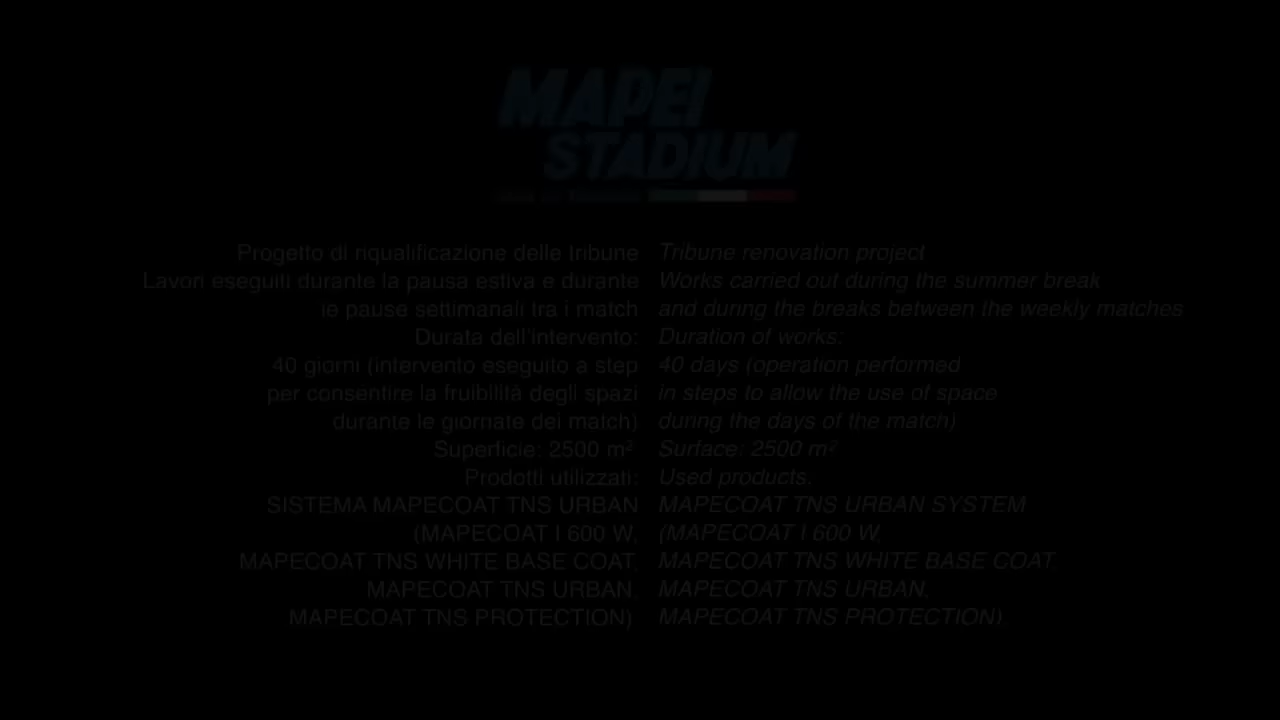 MAPEI
STADIUM
Progetto di riqualificazione delle tribune
Lavori eseguiti durante la pausa estiva e durante
le pause settimanali tra i match
Durata dell'intervento:
40 giorni (intervento eseguito a step
per consentire la fruibilità degli spazi
durante le giornate dei match)
Superficie: 2500 m²
Prodotti utilizzati:
SISTEMA MAPECOAT TNS URBAN
(MAPECOAT I 600 W,
MAPECOAT TNS WHITE BASE COAT,
MAPECOAT TNS URBAN,
MAPECOAT TNS PROTECTION)
Tribune renovation project
Works carried out during the summer break
and during the breaks between the weekly matches
Duration of works:
40 days (operation performed
in steps to allow the use of space
during the days of the match)
Surface: 2500 m²
Used products:
MAPECOAT TNS URBAN SYSTEM
(MAPECOAT I 600 W,
MAPECOAT TNS WHITE BASE COAT,
MAPECOAT TNS URBAN,
MAPECOAT TNS PROTECTION)